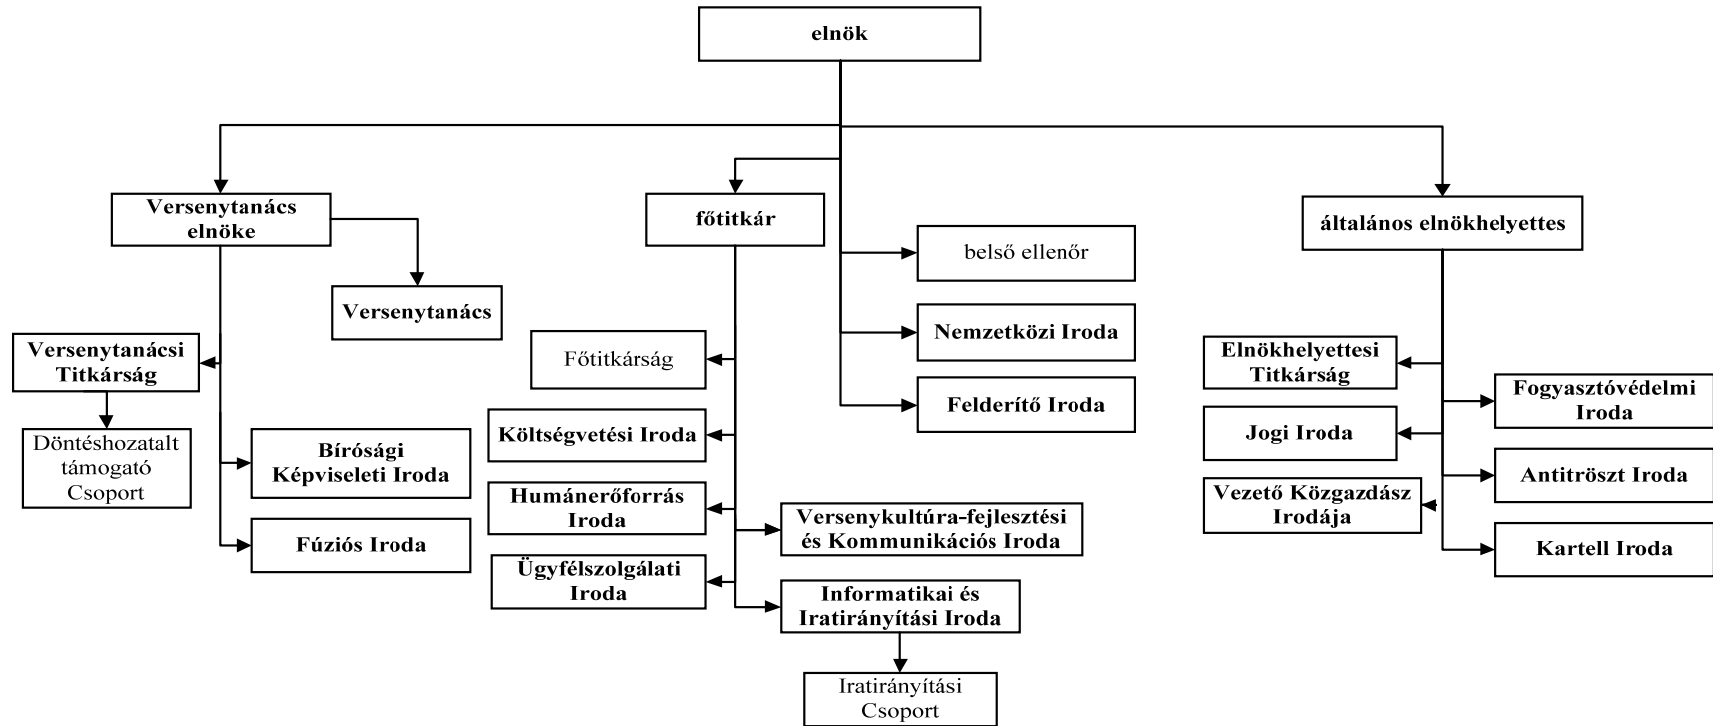 elnök
Versenytanács
elnöke
főtitkár
általános elnökhelyettes
belső ellenőr
Versenytanács
Nemzetközi Iroda
Versenytanácsi
Titkárság
Főtitkárság
Elnökhelyettesi
Titkárság
Felderítő Iroda
Fogyasztóvédelmi
Iroda
Döntéshozatalt
támogató
Csoport
Költségvetési Iroda
Jogi Iroda
Bírósági
Képviseleti Iroda
Antitröszt Iroda
Humánerőforrás
Iroda
Vezető Közgazdász
Irodája
Versenykultúra-fejlesztési
és Kommunikációs Iroda
Fúziós Iroda
Kartell Iroda
Ügyfélszolgálati
Iroda
Informatikai és
Iratirányítási Iroda
Iratirányítási
Csoport